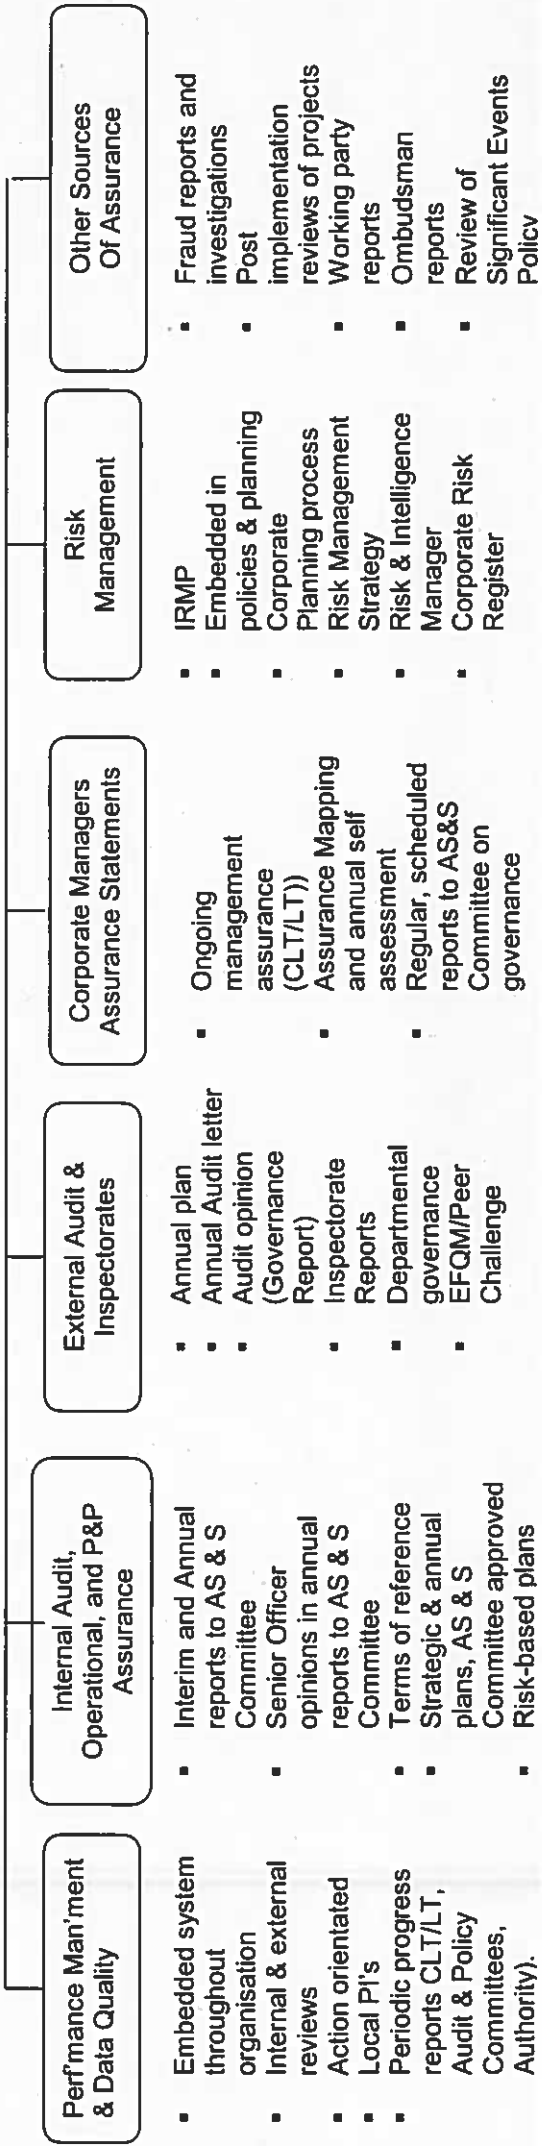 Perf'mance Man'ment
& Data Quality
▪ Embedded system
throughout
organisation
▪ Internal & external
reviews
▪ Action orientated
▪ Local PI's
▪ Periodic progress
reports CLT/LT,
Audit & Policy
Committees,
Authority).
Internal Audit,
Operational, and P&P
Assurance
▪ Interim and Annual
reports to AS & S
Committee
▪ Senior Officer
opinions in annual
reports to AS & S
Committee
▪ Terms of reference
▪ Strategic & annual
plans, AS & S
Committee approved
▪ Risk-based plans
External Audit &
Inspectorates
▪ Annual plan
▪ Annual Audit letter
▪ Audit opinion
(Governance
Report)
▪ Inspectorate
Reports
▪ Departmental
governance
▪ EFQM/Peer
Challenge
Corporate Managers
Assurance Statements
▪ Ongoing
management
assurance
(CLT/LT))
▪ Assurance Mapping
and annual self
assessment
▪ Regular, scheduled
reports to AS&S
Committee on
governance
Risk
Management
▪ IRMP
▪ Embedded in
policies & planning
▪ Corporate
Planning process
▪ Risk Management
Strategy
▪ Risk & Intelligence
Manager
▪ Corporate Risk
Register
Other Sources
Of Assurance
▪ Fraud reports and
investigations
▪ Post
implementation
reviews of projects
▪ Working party
reports
▪ Ombudsman
reports
▪ Review of
Significant Events
Policy